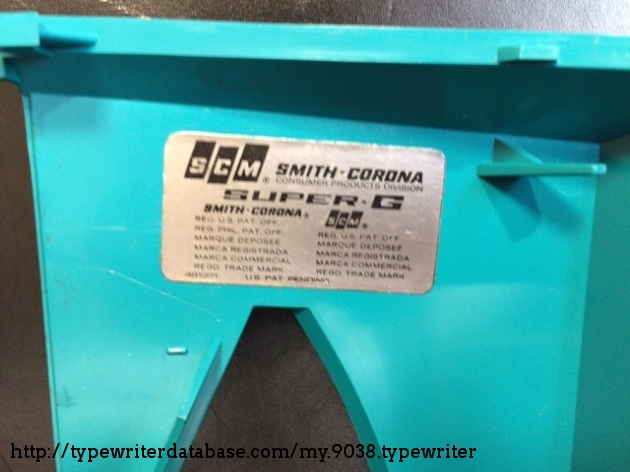 SCM® SMITH-CORONA
CONSUMER PRODUCTS DIVISION
SUPER-G
SMITH-CORONA® SCM®
REG. U.S. PAT. OFF. REG. U.S. PAT. OFF.
REG. PHIL. PAT. OFF. MARQUE DEPOSEE
MARQUE DEPOSEE MARCA REGISTRADA
MARCA REGISTRADA MARCA COMMERCIAL
MARCA COMMERCIAL REGD. TRADE MARK
REGD. TRADE MARK
U.S. PAT. PENDING
http://typewriterdatabase.com/my.9038.typewriter